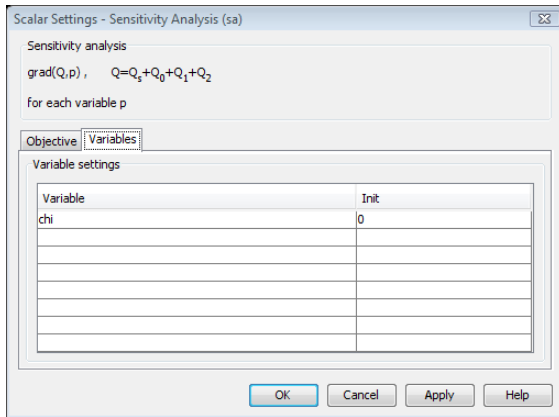 Scalar Settings - Sensitivity Analysis (sa)
Sensitivity analysis
grad(Q,p) , Q=Qs+Q0+Q1+Q2
for each variable p
Objective Variables
Variable settings
Variable Init
chi 0
OK Cancel Apply Help